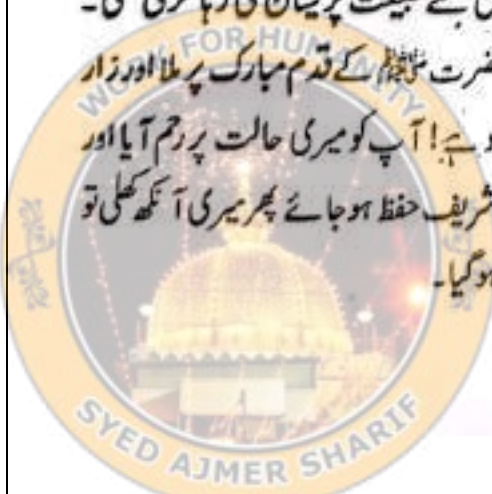 طبیعت پریشان سی رہا کرتی تھی۔
حضرت ﷺ کے قدم مبارک پر ملا اور زار
ہے! آپ کو میری حالت پر رحم آیا اور
شریف حفظ ہو جائے پھر میری آنکھ کھلی تو
ہو گیا۔
WORK FOR HUMANITY
SYED AJMER SHARIF